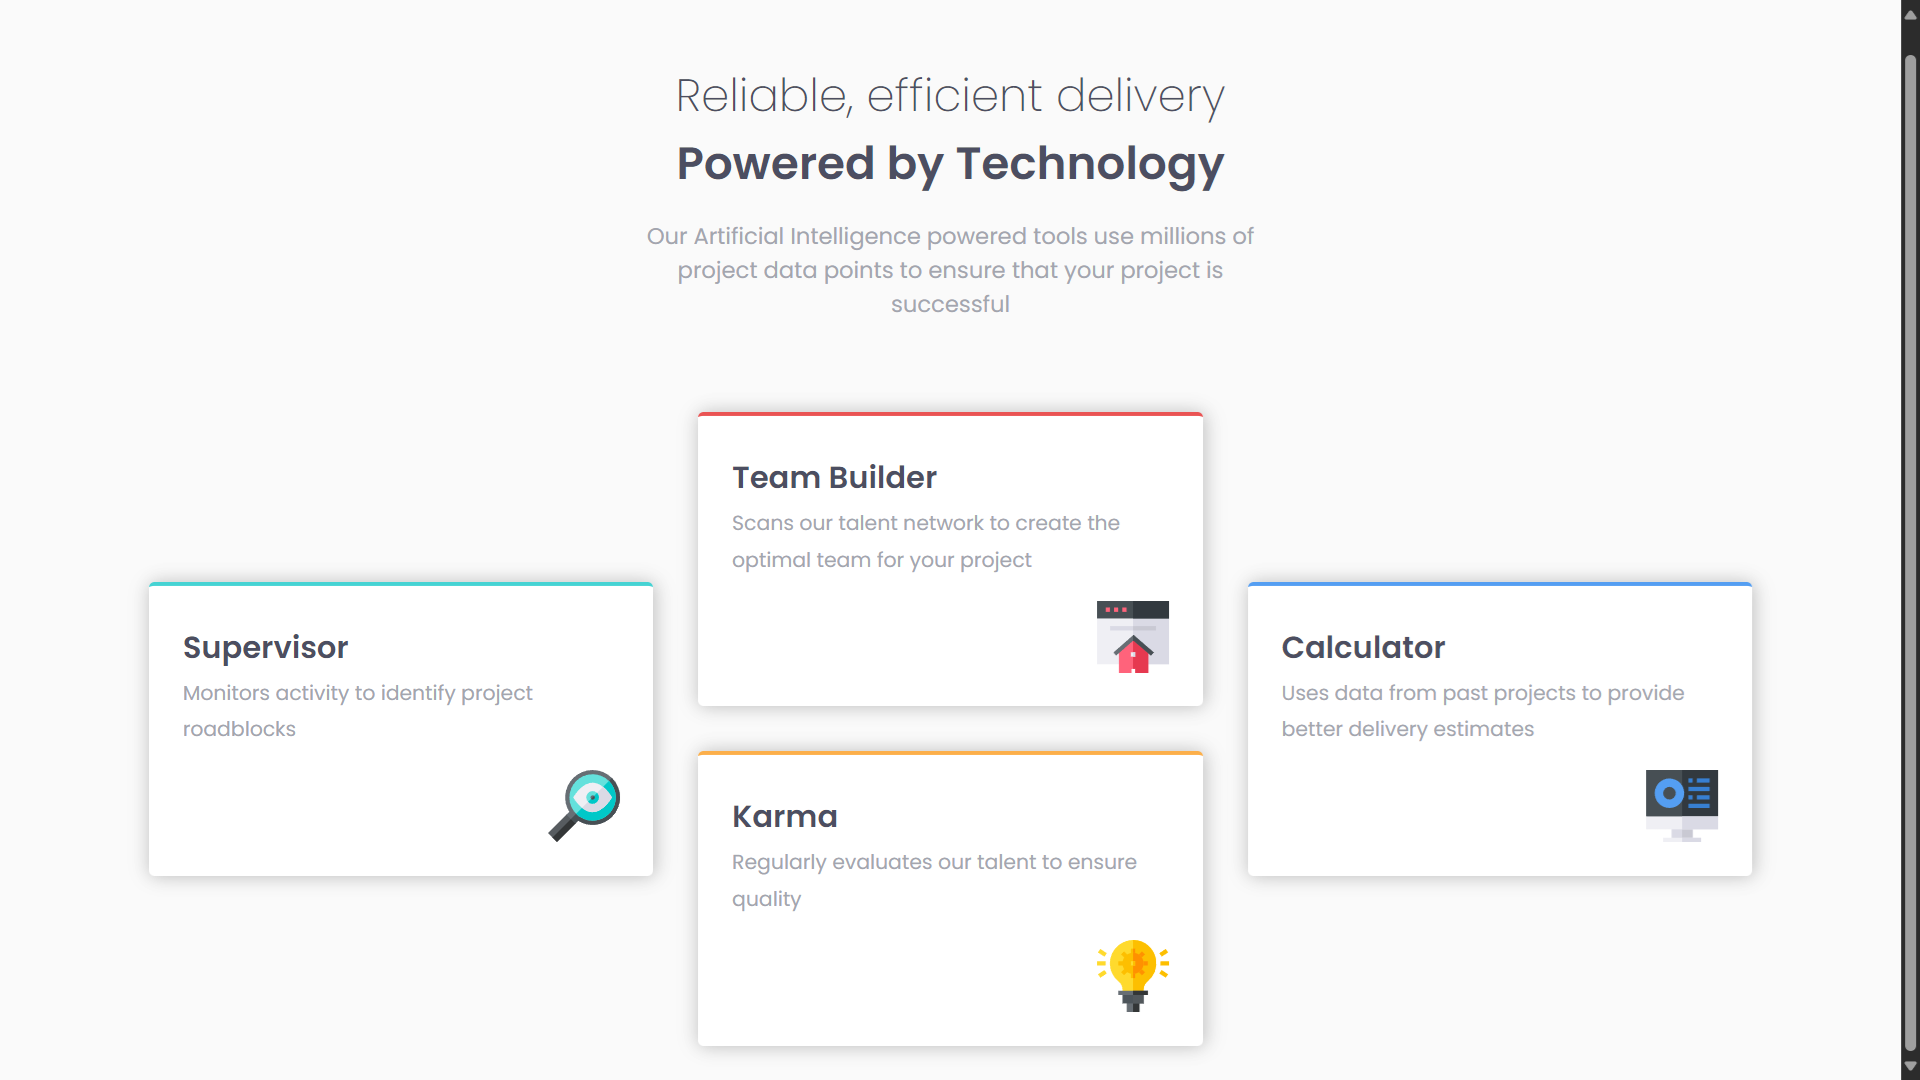 Reliable, efficient delivery
Powered by Technology
Our Artificial Intelligence powered tools use millions of
project data points to ensure that your project is
successful
Team Builder
Scans our talent network to create the
optimal team for your project
Supervisor
Monitors activity to identify project
roadblocks
Calculator
Uses data from past projects to provide
better delivery estimates
Karma
Regularly evaluates our talent to ensure
quality